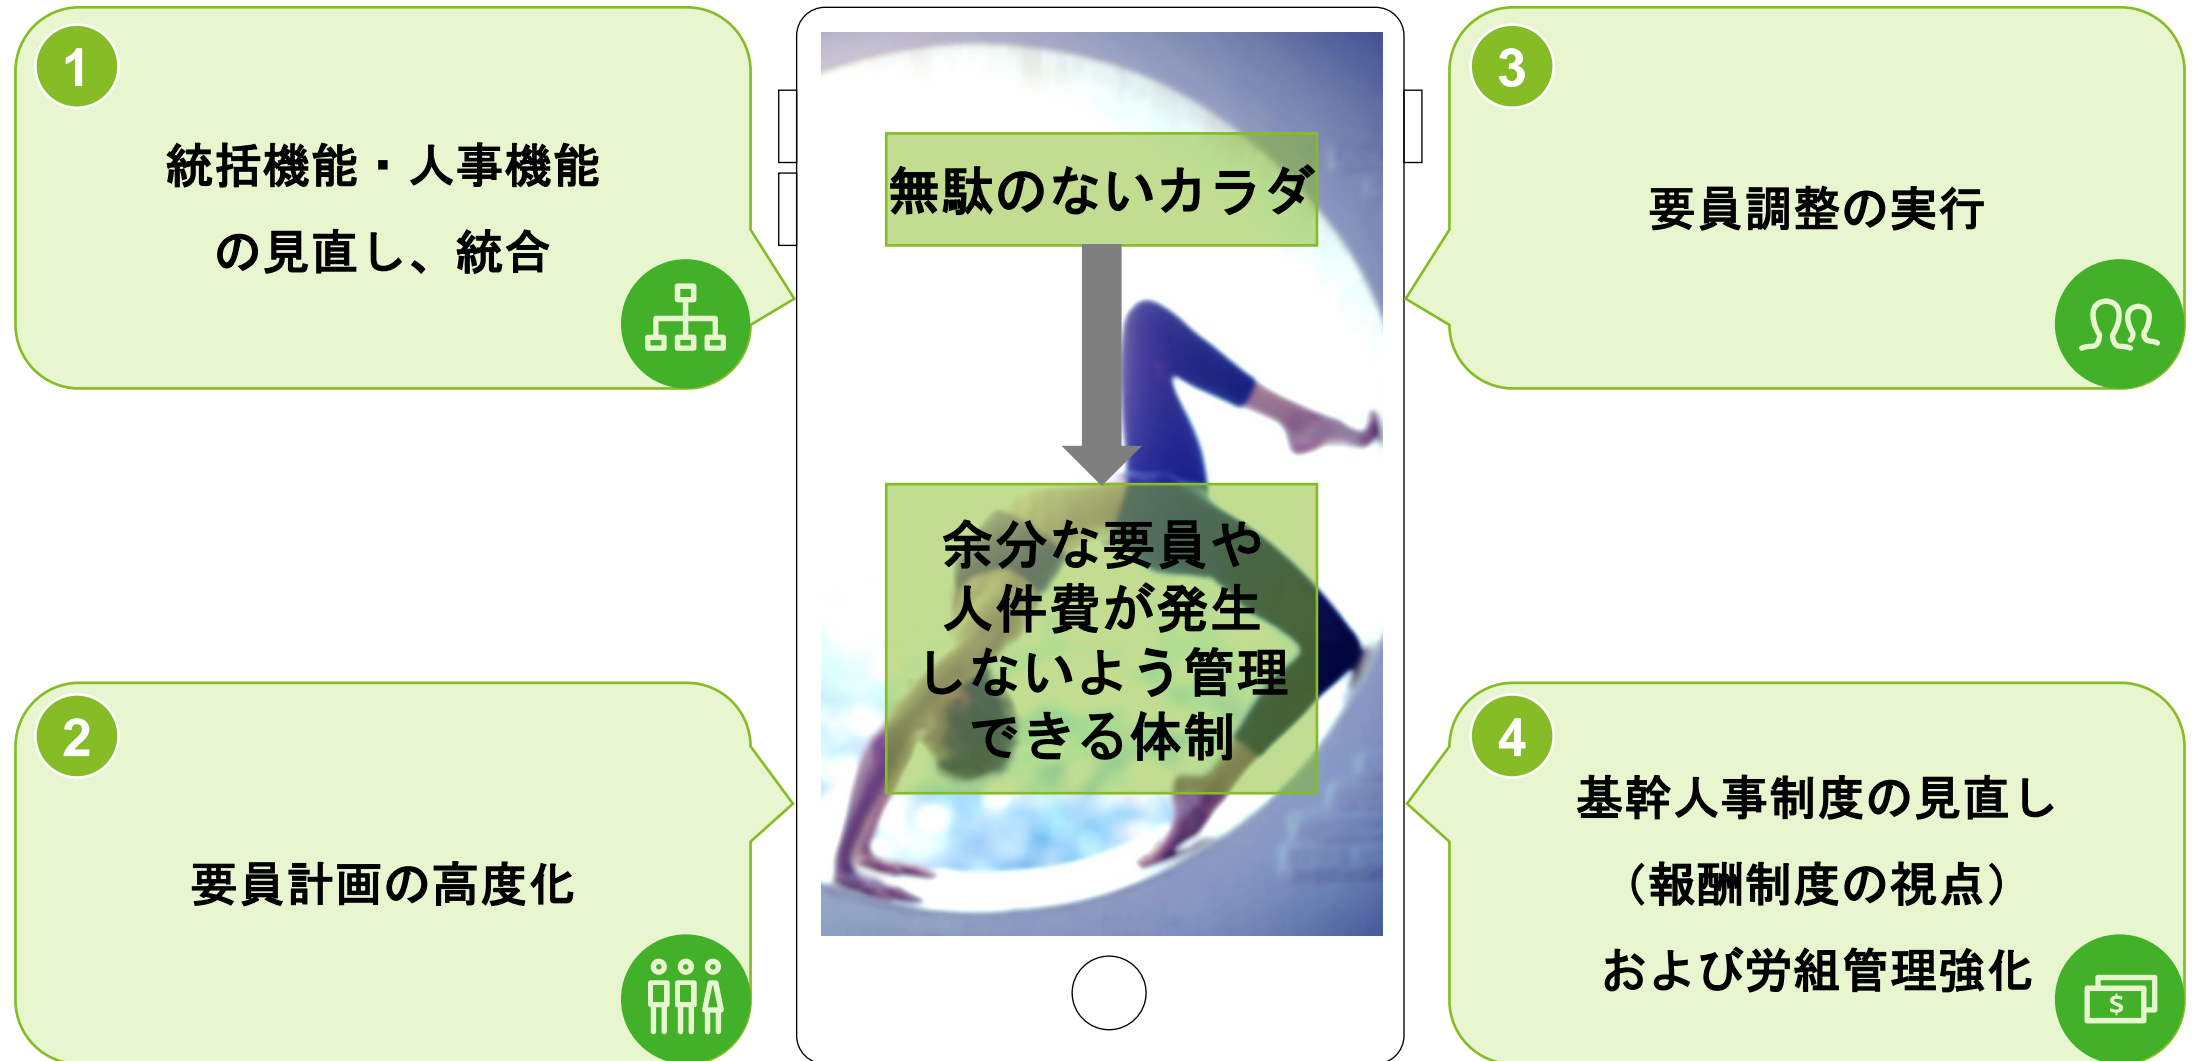 1
統括機能・人事機能
の見直し、統合
2
要員計画の高度化
無駄のないカラダ
余分な要員や
人件費が発生
しないよう管理
できる体制
3
要員調整の実行
4
基幹人事制度の見直し
（報酬制度の視点）
および労組管理強化
$